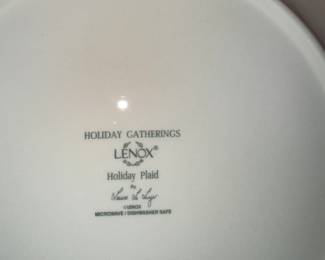 HOLIDAY GATHERINGS
LENOX®
Holiday Plaid
by
©LENOX
MICROWAVE / DISHWASHER SAFE